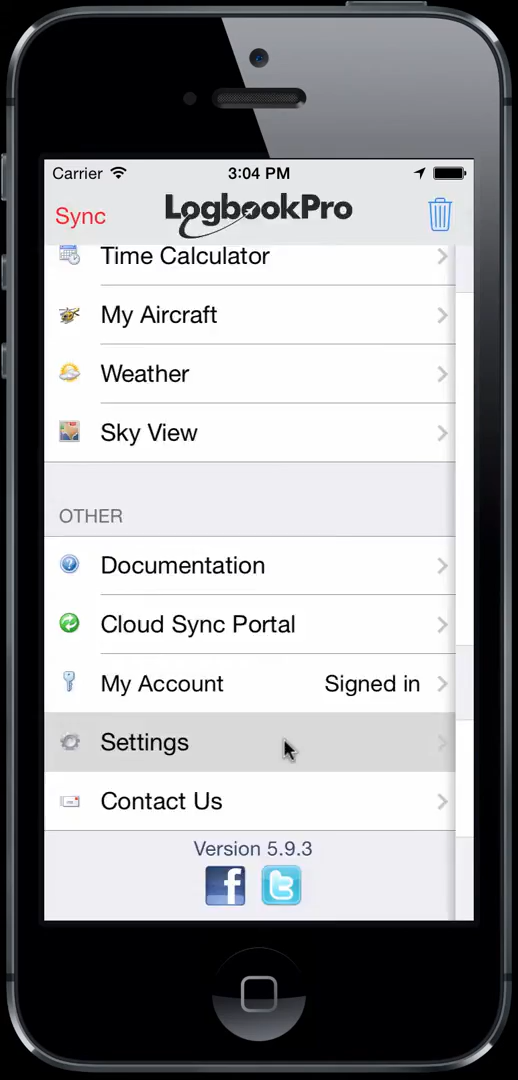 Carrier 3:04 PM
Sync LogbookPro
Time Calculator
My Aircraft
Weather
Sky View
OTHER
Documentation
Cloud Sync Portal
My Account Signed in
Settings
Contact Us
Version 5.9.3